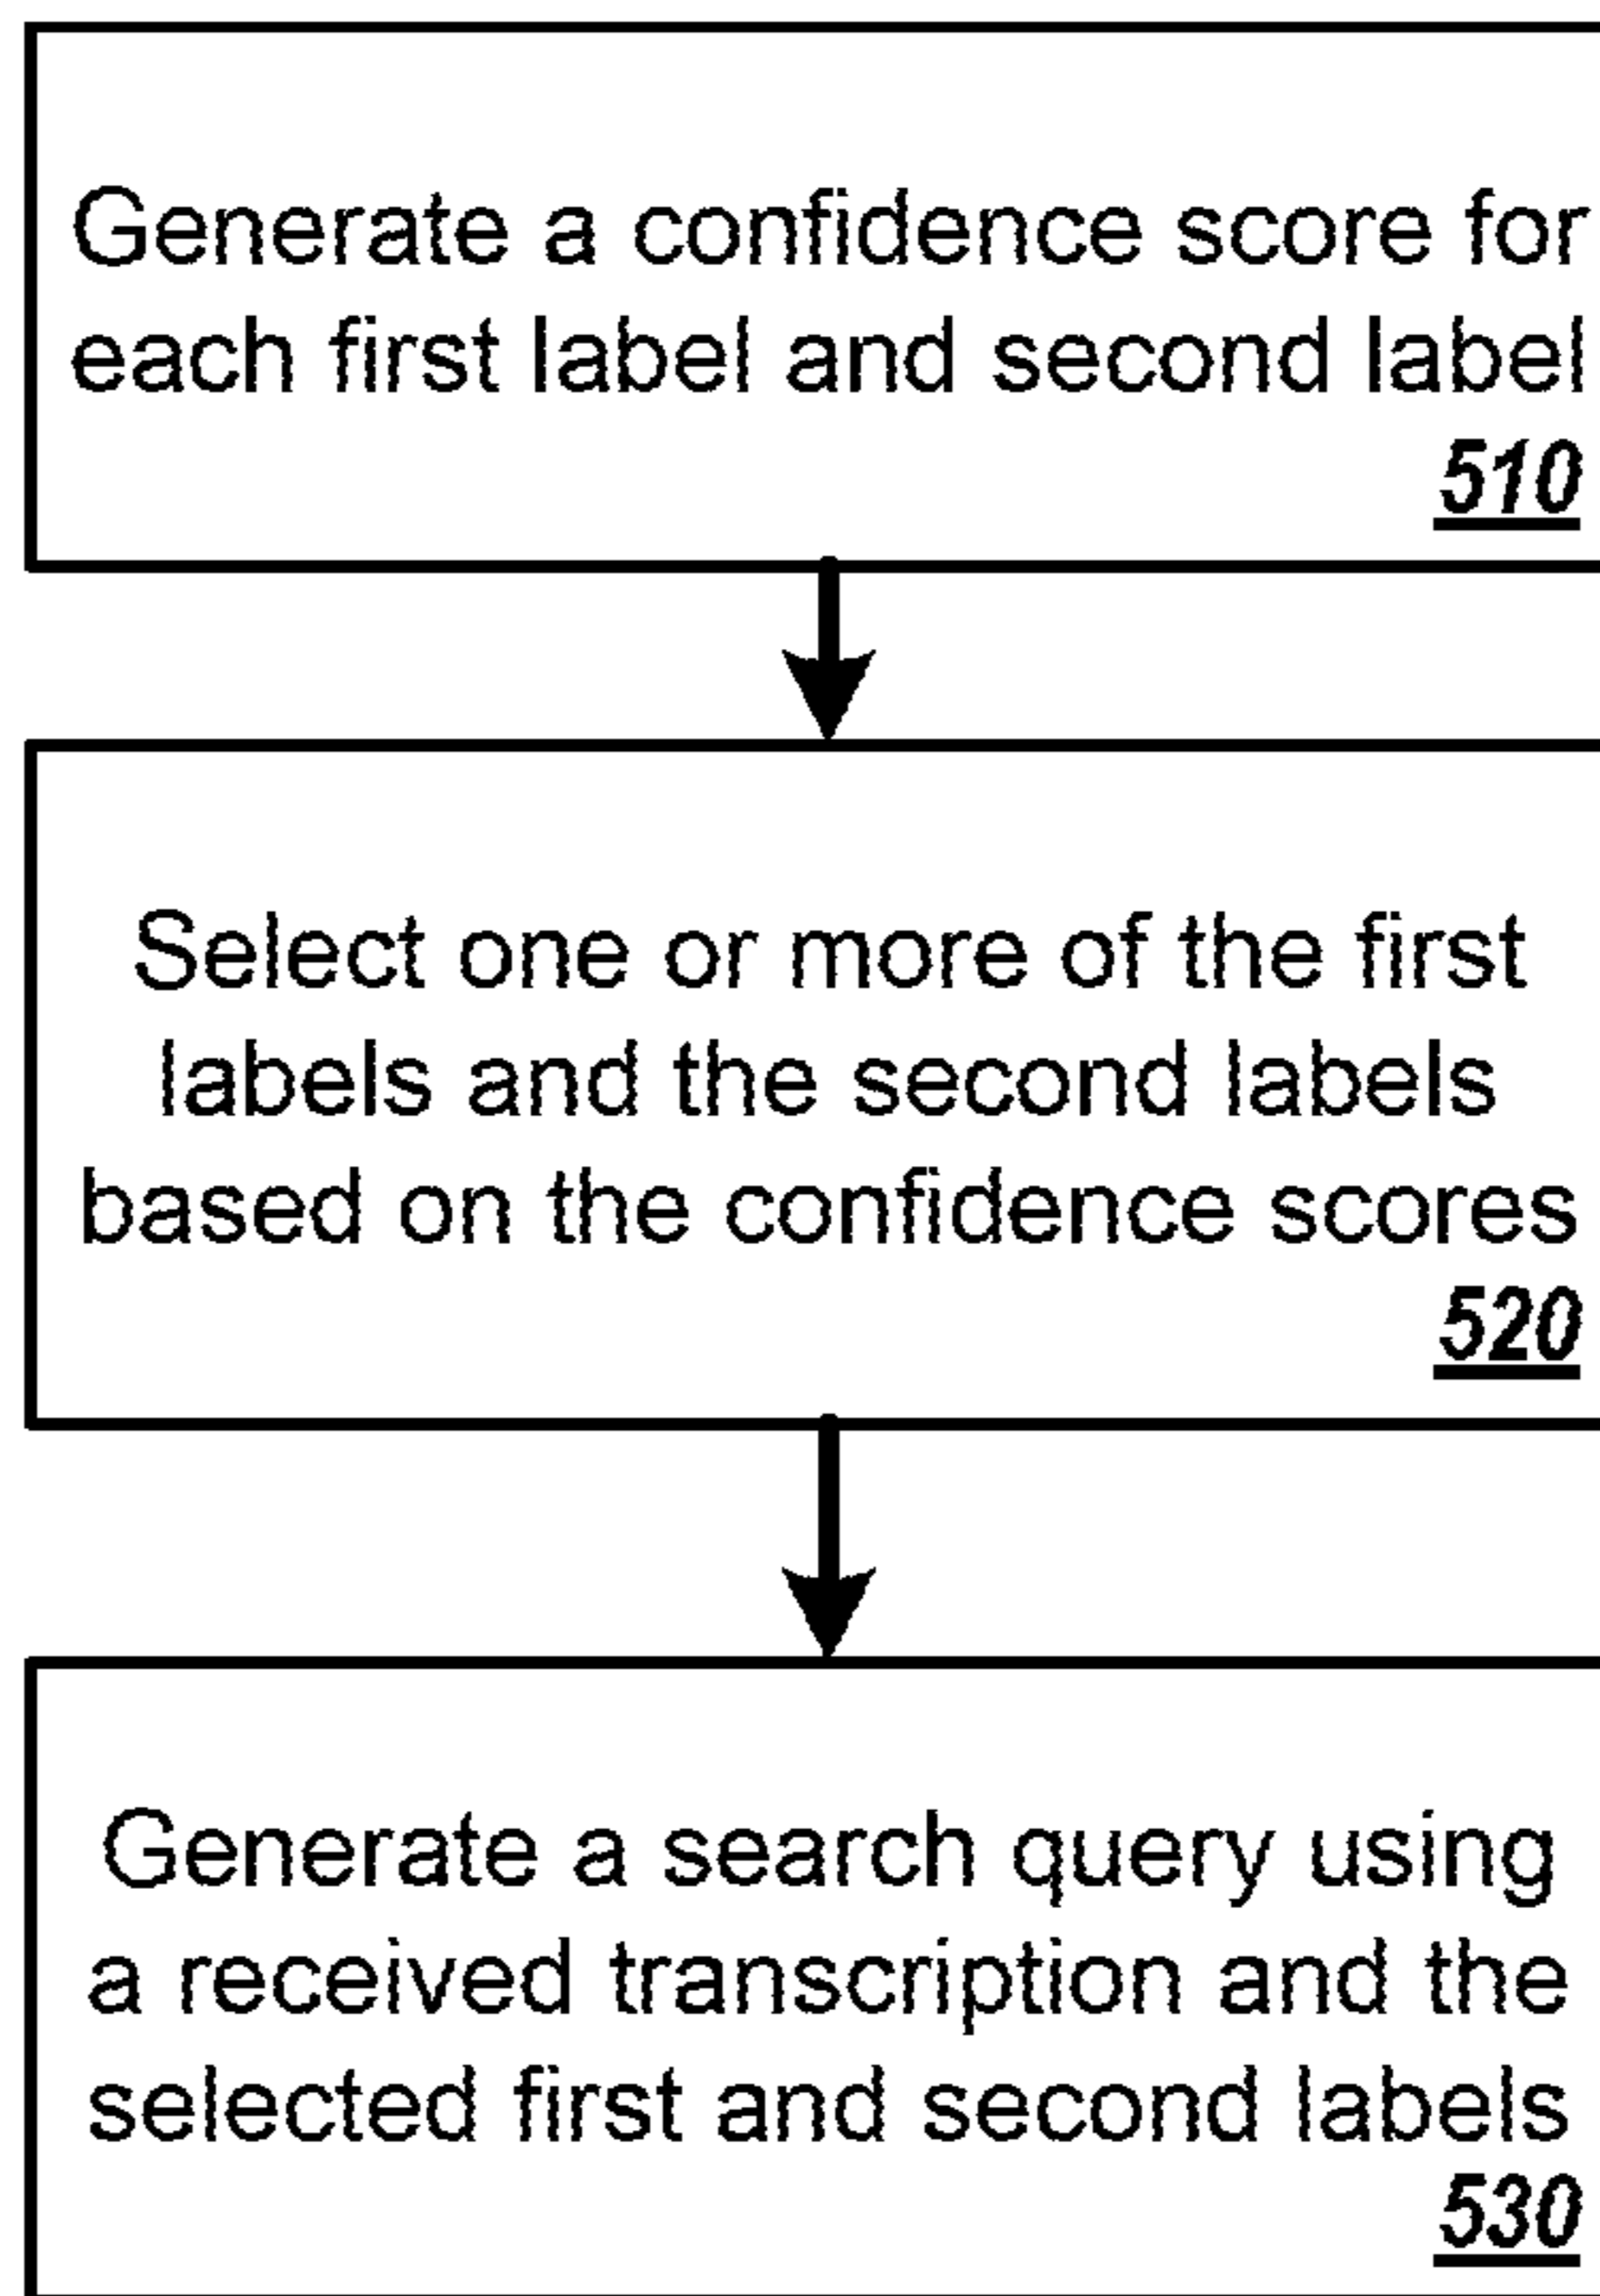 Generate a confidence score for
each first label and second label
510
Select one or more of the first
labels and the second labels
based on the confidence scores
520
Generate a search query using
a received transcription and the
selected first and second labels
530